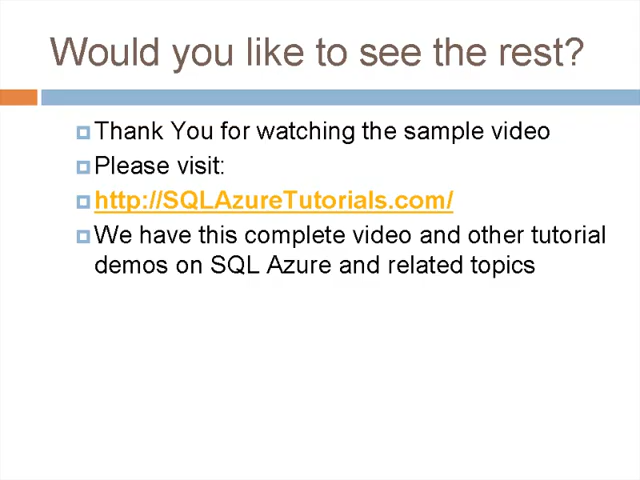 Would you like to see the rest?
Thank You for watching the sample video
Please visit:
http://SQLAzureTutorials.com/
We have this complete video and other tutorial
demos on SQL Azure and related topics